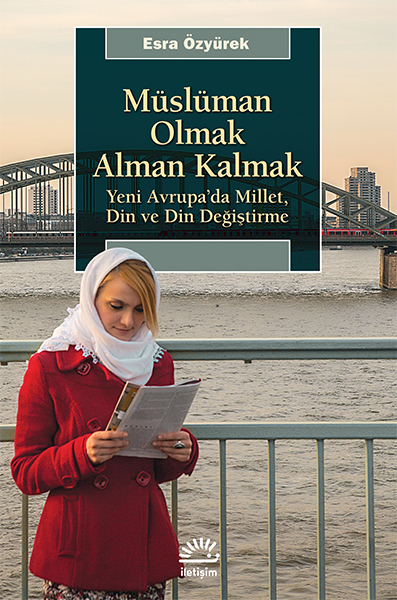 Esra Özyürek
Müslüman
Olmak
Alman Kalmak
Yeni Avrupa'da Millet,
Din ve Din Değiştirme
iletişim